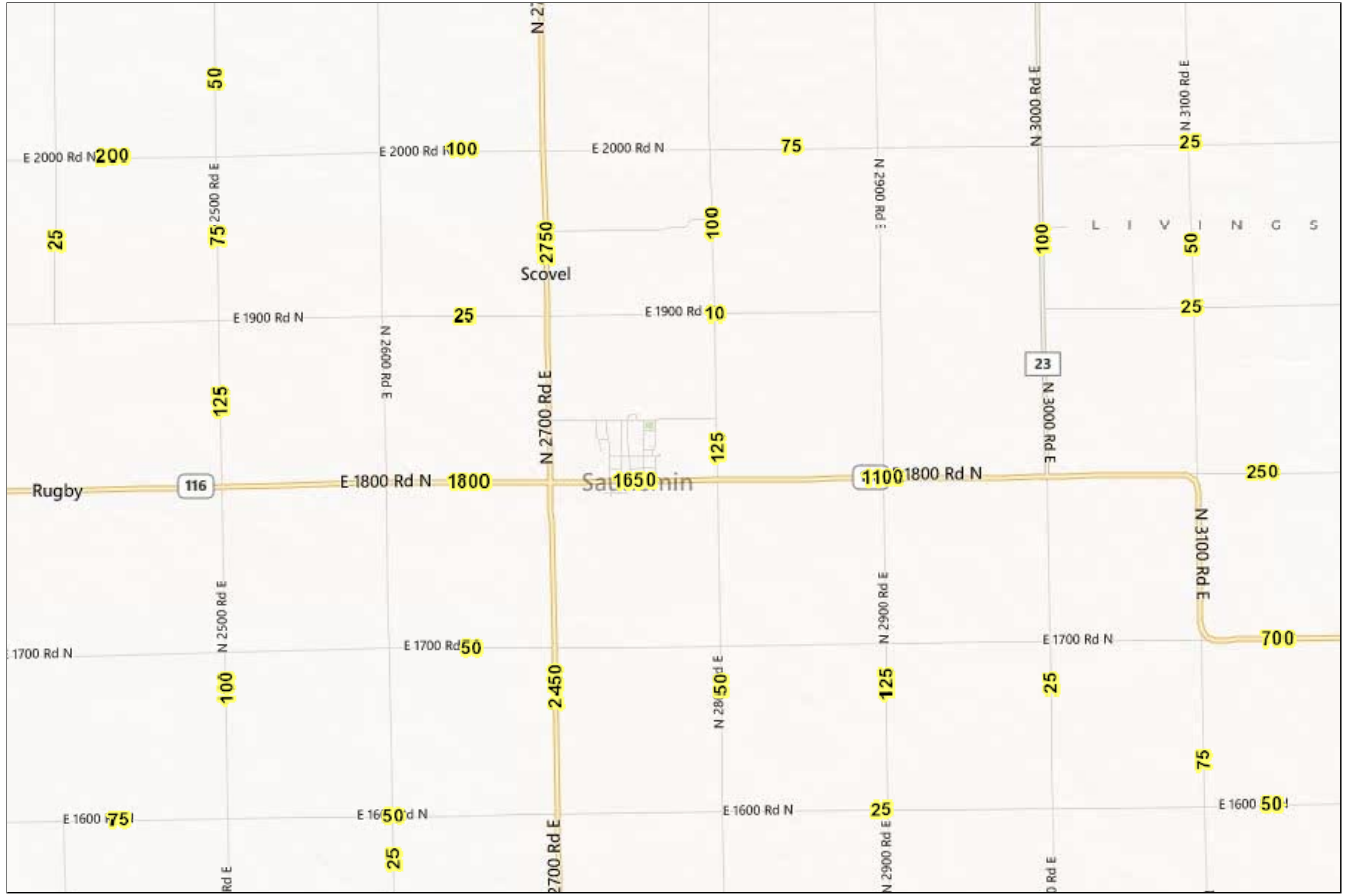 N 27
50
N 3000 Rd E
N 3100 Rd E
E 2000 Rd N 200
E 2000 Rd 100
E 2000 Rd N
75
25
2500 Rd E
N 2900 Rd E
25
75
2750
100
100
50
L I V I N G S
Scovel
E 1900 Rd N
25
E 1900 Rd 10
25
N 2600 Rd E
23
125
N 2700 Rd E
N 3000 Rd E
125
Rugby
116
E 1800 Rd N
1800
1650
1100
1800 Rd N
250
N 3100 Rd E
N 2500 Rd E
N 2900 Rd E
1700 Rd N
E 1700 Rd 50
E 1700 Rd N
700
100
2450
50
125
25
75
E 1600 75
50
E 1600 Rd N
25
E 1600 50
25
Rd E
2700 Rd E
N 2900 Rd E
Rd E